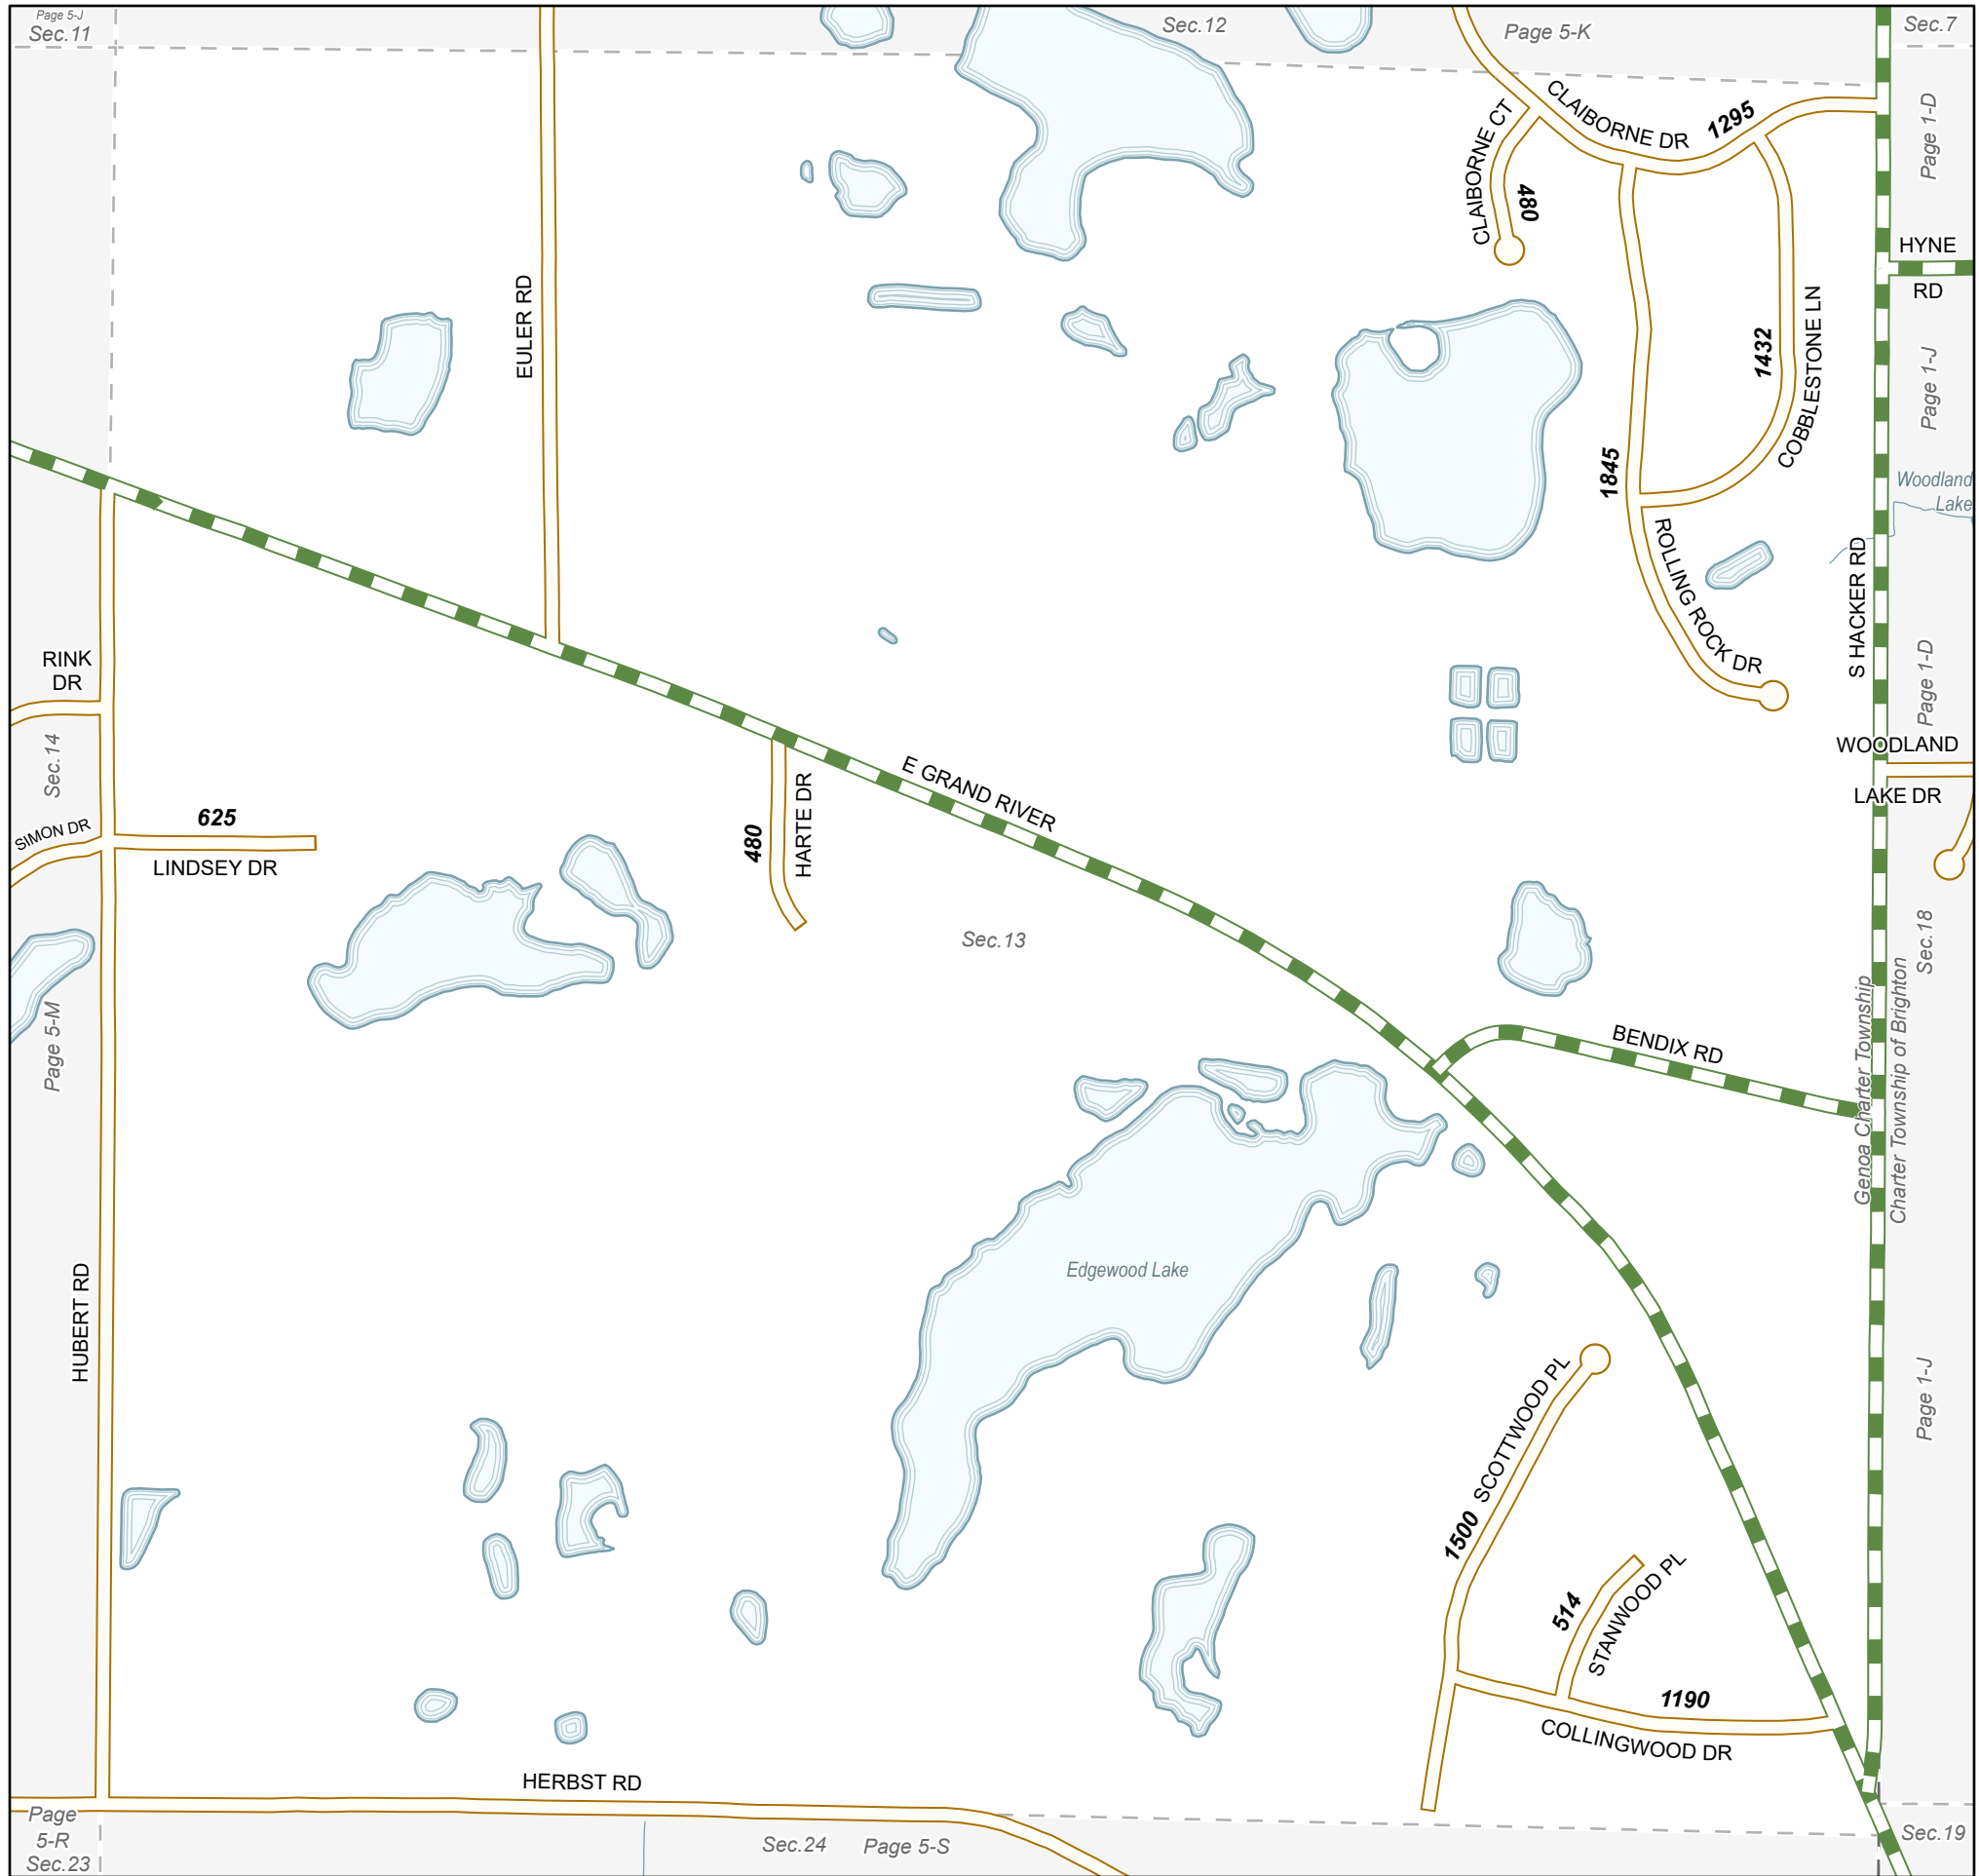 Page 5-J
Sec.11
Sec.12
Page 5-K
Sec.7
CLAIBORNE CT
CLAIBORNE DR
1295
Page 1-D
480
HYNE
RD
EULER RD
1432
COBBLESTONE LN
Page 1-J
1845
Woodland
Lake
ROLLING ROCK DR
S HACKER RD
RINK
DR
Page 1-D
Sec.14
WOODLAND
LAKE DR
E GRAND RIVER
625
SIMON DR
LINDSEY DR
480
HARTE DR
Sec.13
Sec.18
Page 5-M
BENDIX RD
Genoa Charter Township
Charter Township of Brighton
Edgewood Lake
HUBERT RD
SCOTTWOOD PL
1500
Page 1-J
514
STANWOOD PL
1190
COLLINGWOOD DR
HERBST RD
Page
5-R
Sec.23
Sec.24
Page 5-S
Sec.19